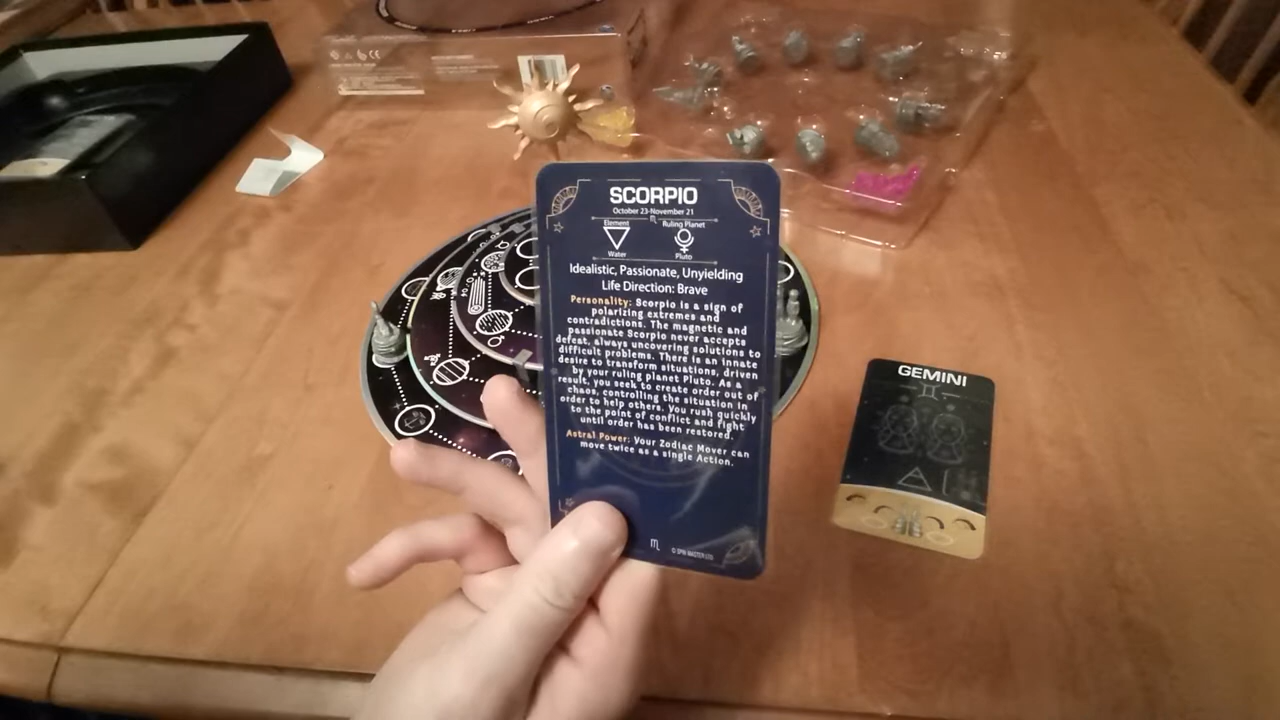 SCORPIO
October 23-November 21
Element
Ruling Planet
Water
Pluto
Idealistic, Passionate, Unyielding
Life Direction: Brave
Personality: Scorpio is a sign of
polarizing extremes and
contradictions. The magnetic and
passionate Scorpio never accepts
defeat, always uncovering solutions to
difficult problems. There is an innate
desire to transform situations, driven
by your ruling planet Pluto. As a
result, you seek to create order out of
chaos, controlling the situation in
order to help others. You rush quickly
to the point of conflict and fight
until order has been restored.
Astral Power: Your Zodiac Mover can
move twice as a single Action.
© SPIN MASTER LTD
GEMINI